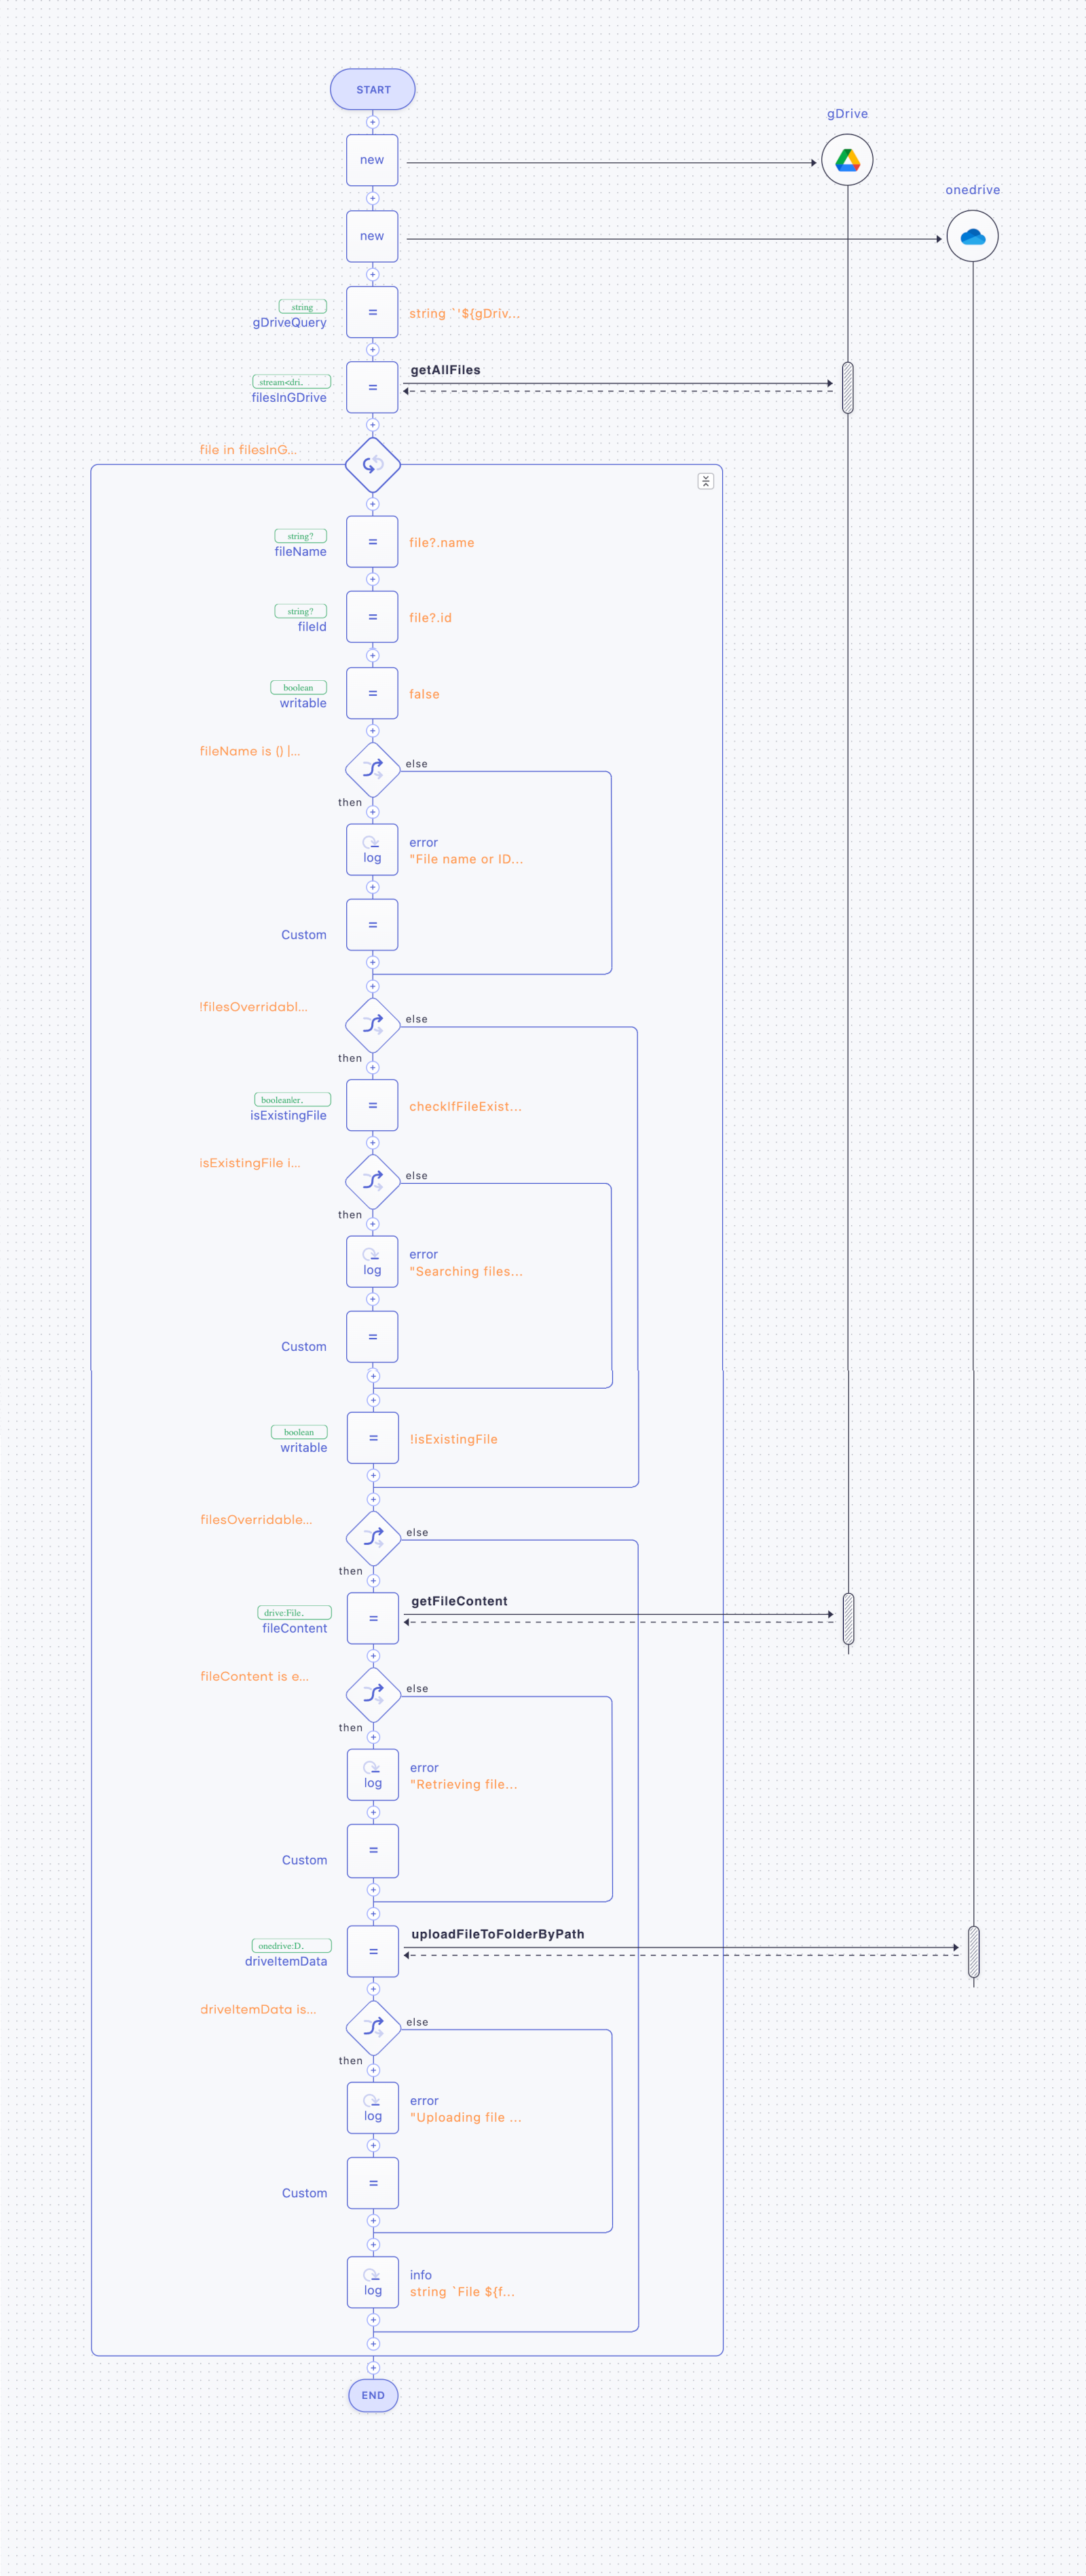 START
gDrive
new
onedrive
new
string
gDriveQuery
=
string `'${gDriv...
getAllFiles
stream<dri.
filesInGDrive
=
file in filesInG...
string?
fileName
=
file?.name
string?
fileId
=
file?.id
boolean
writable
=
false
fileName is () |...
else
then
log
error
"File name or ID...
=
Custom
!filesOverridabl...
else
then
boolean|er.
isExistingFile
=
checkIfFileExist...
isExistingFile i...
else
then
log
error
"Searching files...
=
Custom
boolean
writable
=
!isExistingFile
filesOverridable...
else
then
getFileContent
drive:File.
fileContent
=
fileContent is e...
else
then
log
error
"Retrieving file...
=
Custom
uploadFileToFolderByPath
onedrive:D.
driveItemData
=
driveItemData is...
else
then
log
error
"Uploading file ...
=
Custom
log
info
string `File ${f...
END